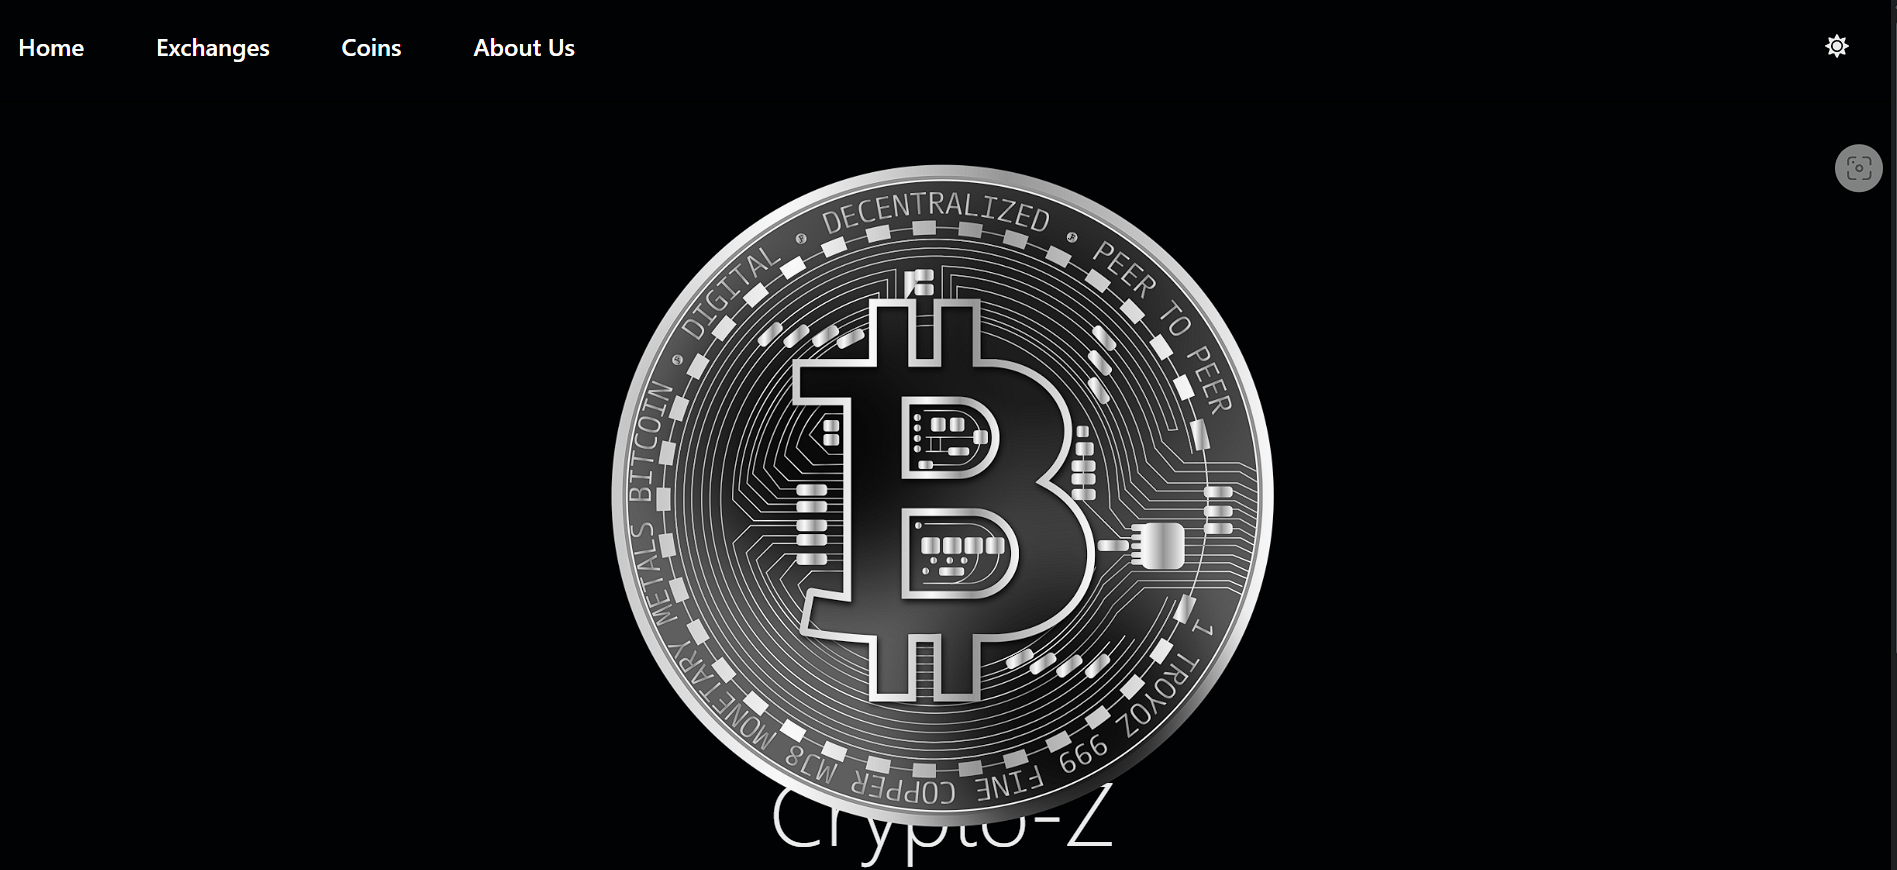 Home
Exchanges
Coins
About Us
DECENTRALIZED
PEER TO PEER
1 TROYOZ 999 FINE COPPER MJB MONETARY METALS
BITCOIN
DIGITAL
Crypto-Z